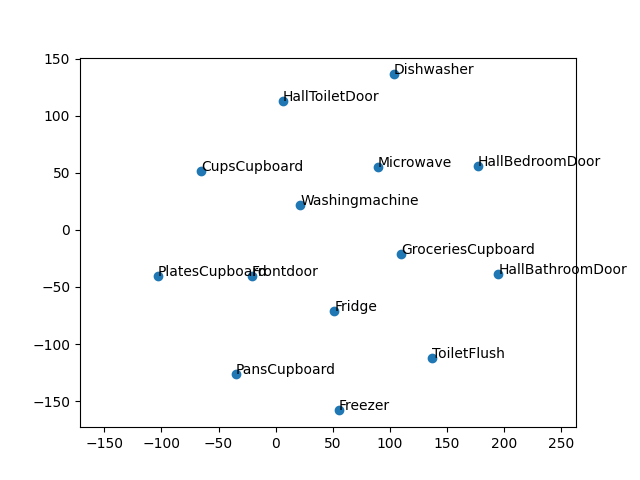 150
Dishwasher
HallToiletDoor
100
CupsCupboard
Microwave
HallBedroomDoor
50
Washingmachine
0
GroceriesCupboard
PlatesCupboard
Frontdoor
HallBathroomDoor
−50
Fridge
ToiletFlush
−100
PansCupboard
−150
Freezer
−150 −100 −50 0 50 100 150 200 250